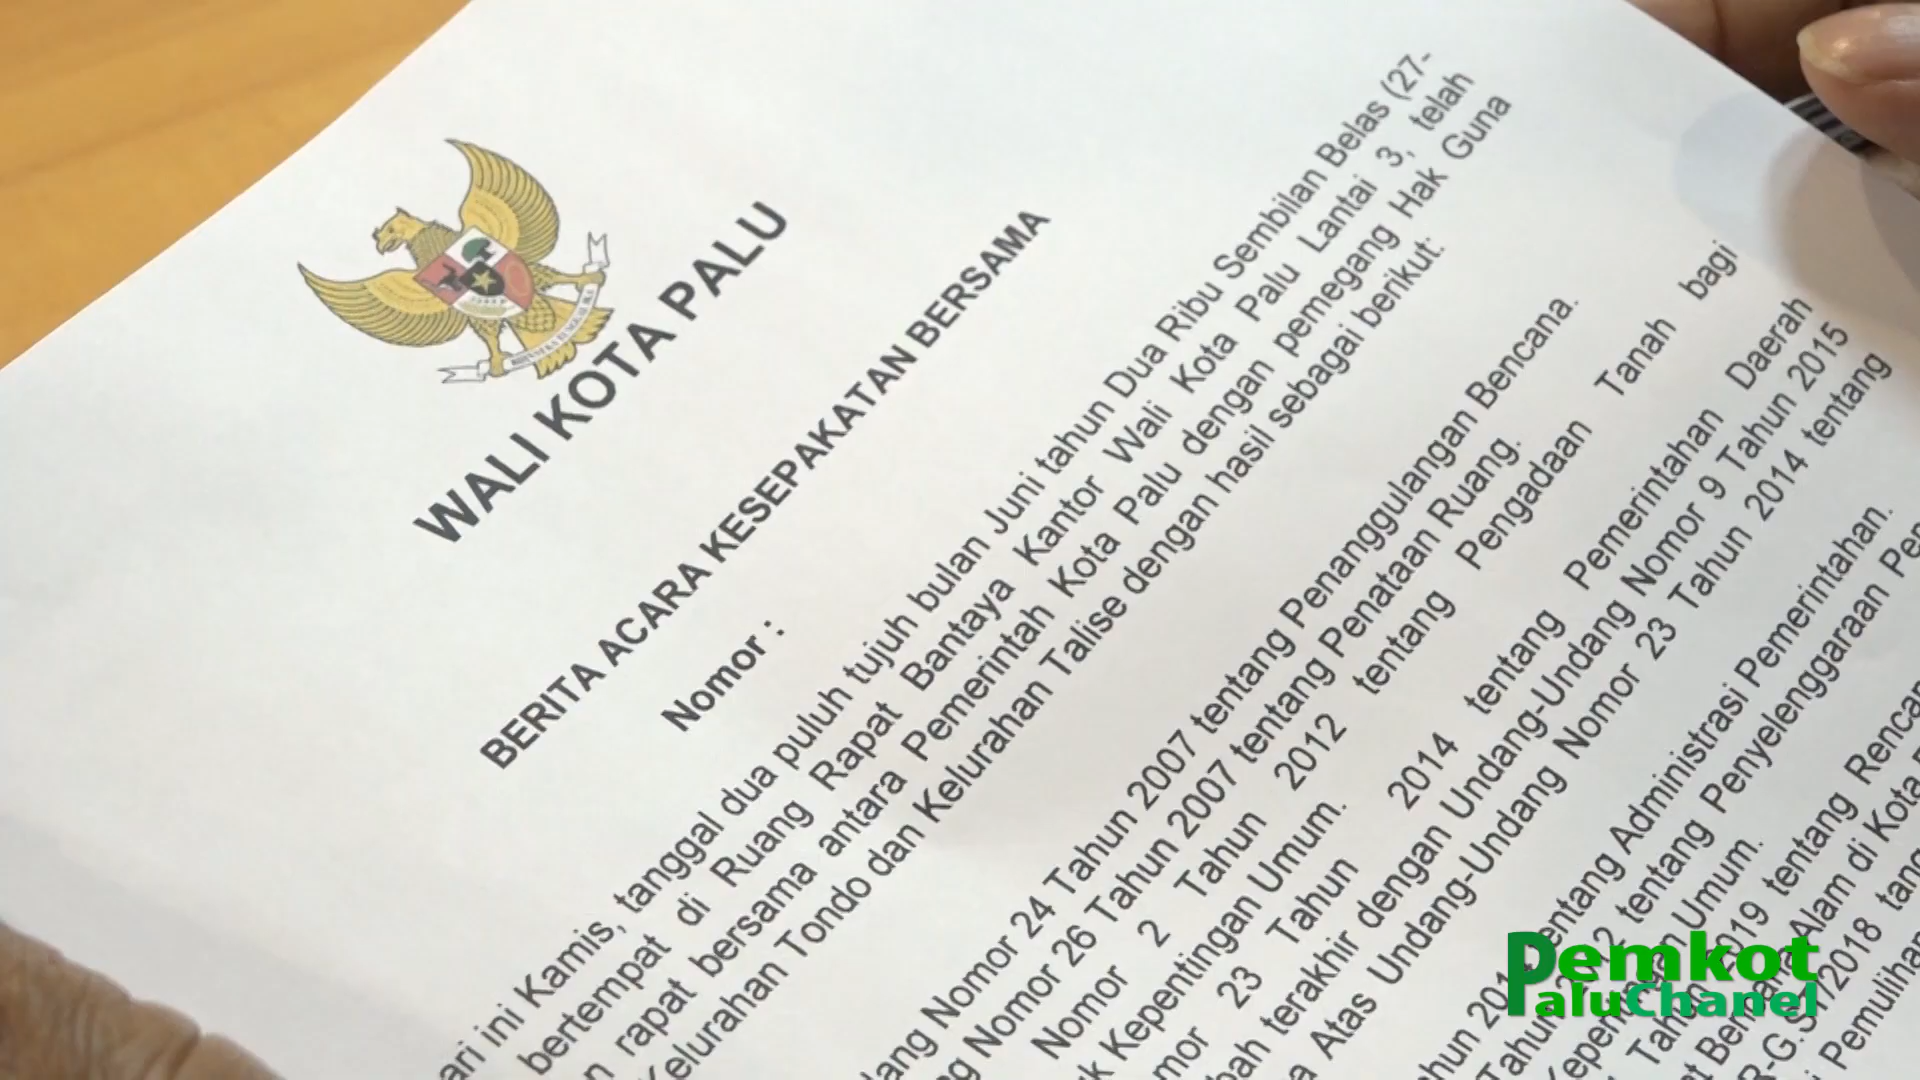 WALI KOTA PALU
BERITA ACARA KESEPAKATAN BERSAMA
Nomor :
ini Kamis, tanggal dua puluh tujuh bulan Juni tahun Dua Ribu Sembilan Belas (27-
bertempat di Ruang Rapat Bantaya Kantor Wali Kota Palu Lantai 3, telah
rapat bersama antara Pemerintah Kota Palu dengan pemegang Hak Guna
Kelurahan Tondo dan Kelurahan Talise dengan hasil sebagai berikut:
Nomor 24 Tahun 2007 tentang Penanggulangan Bencana.
Nomor 26 Tahun 2007 tentang Penataan Ruang.
Nomor 2 Tahun 2012 tentang Pengadaan Tanah bagi
Kepentingan Umum.
23 Tahun 2014 tentang Pemerintahan Daerah
terakhir dengan Undang-Undang Nomor 9 Tahun 2015
Atas Undang-Undang Nomor 23 Tahun 2014 tentang
tentang Administrasi Pemerintahan.
tentang Penyelenggaraan
Umum.
2019 tentang
Alam di Kota
2018
Pemulihan
Pemkot
PaluChanel